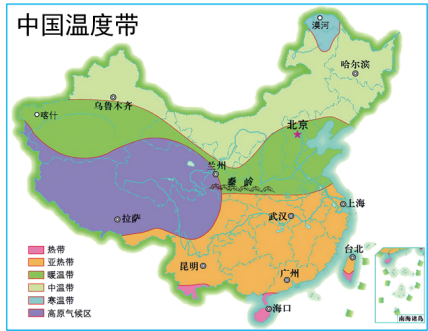 中国温度带
漠河
哈尔滨
乌鲁木齐
喀什
北京
兰州
秦岭
上海
拉萨
武汉
台北
昆明
广州
海口
热带
亚热带
暖温带
中温带
寒温带
高原气候区
南海诸岛